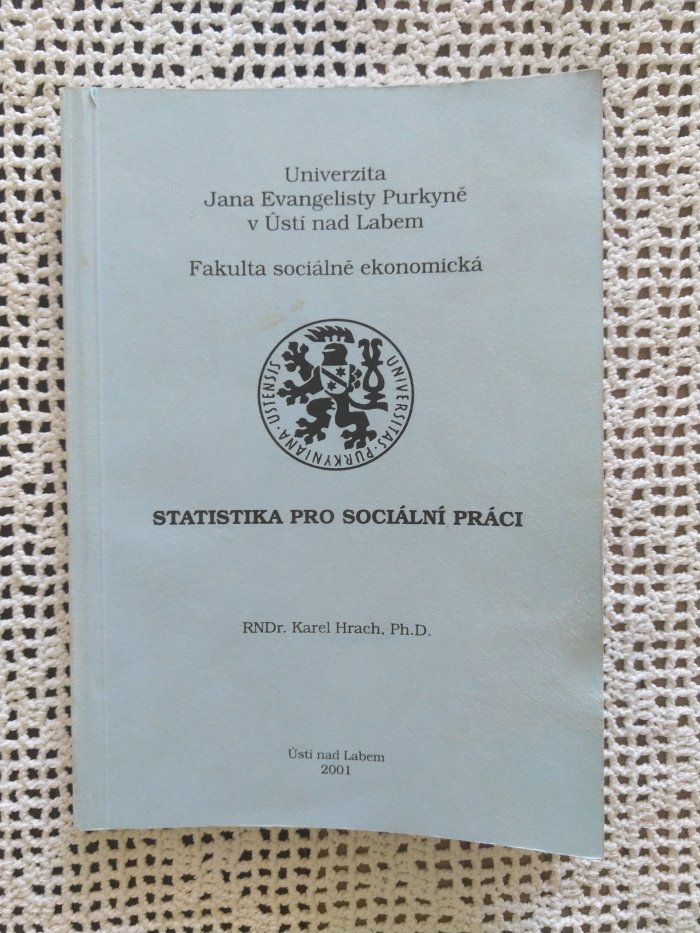 Univerzita
Jana Evangelisty Purkyně
v Ústí nad Labem
Fakulta sociálně ekonomická
UNIVERSITAS · PURKYNIANA · USTENSIS
STATISTIKA PRO SOCIÁLNÍ PRÁCI
RNDr. Karel Hrach, Ph.D.
Ústí nad Labem
2001